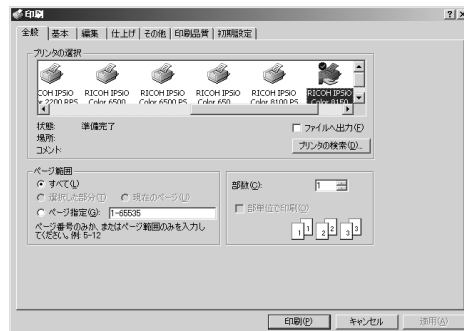 印刷
全般 基本 編集 仕上げ その他 印刷品質 初期設定
プリンタの選択
COH IPSiO RICOH IPSiO RICOH IPSiO RICOH IPSiO RICOH IPSiO RICOH IPSiO
2200 RPS Color 6500 Color 6500 PS Color 650 Color 8100 PS Color 8150
状態: 準備完了
場所:
コメント:
ファイルへ出力(F)
プリンタの検索(D)...
ページ範囲
すべて(L)
選択した部分(T) 現在のページ(U)
ページ指定(G): 1-65535
ページ番号のみか、またはページ範囲のみを入力し
てください。例: 5-12
部数(C): 1
部単位で印刷(O)
1 1 2 2 3 3
印刷(P) キャンセル 適用(A)